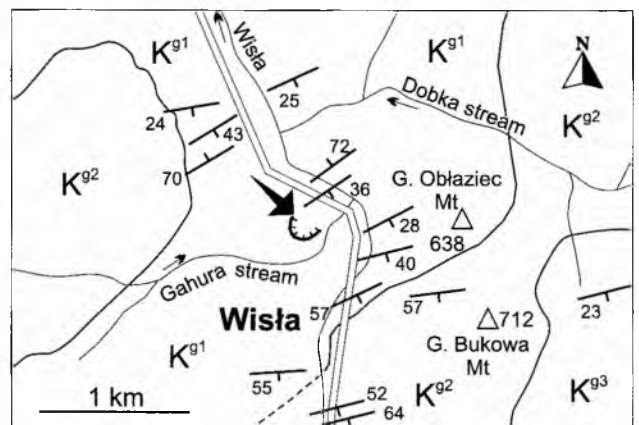 Kg1
Wisła
Kg1
N
25
Dobka stream
24
43
72
Kg2
Kg2
70
36
G. Obłaziec
Mt
638
28
40
Gahura stream
57
57
23
Wisła
712
G. Bukowa
Mt
Kg1
55
1 km
52
64
Kg2
Kg3